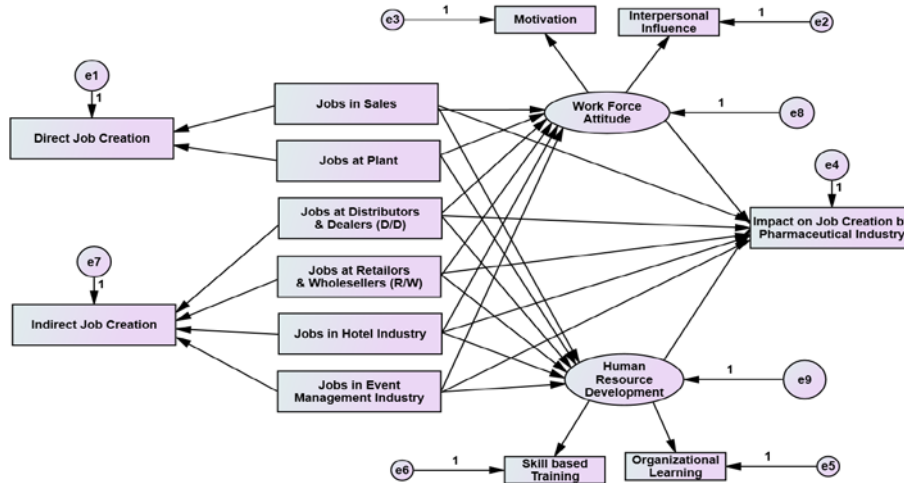 e3
1
Motivation
Interpersonal
Influence
1
e2
e1
1
Direct Job Creation
Jobs in Sales
Work Force
Attitude
1
e8
Jobs at Plant
e4
1
Jobs at Distributors
& Dealers (D/D)
Impact on Job Creation b
Pharmaceutical Industry
e7
1
Jobs at Retailors
& Wholesellers (R/W)
Indirect Job Creation
Jobs in Hotel Industry
Jobs in Event
Management Industry
Human
Resource
Development
1
e9
e6
1
Skill based
Training
Organizational
Learning
1
e5